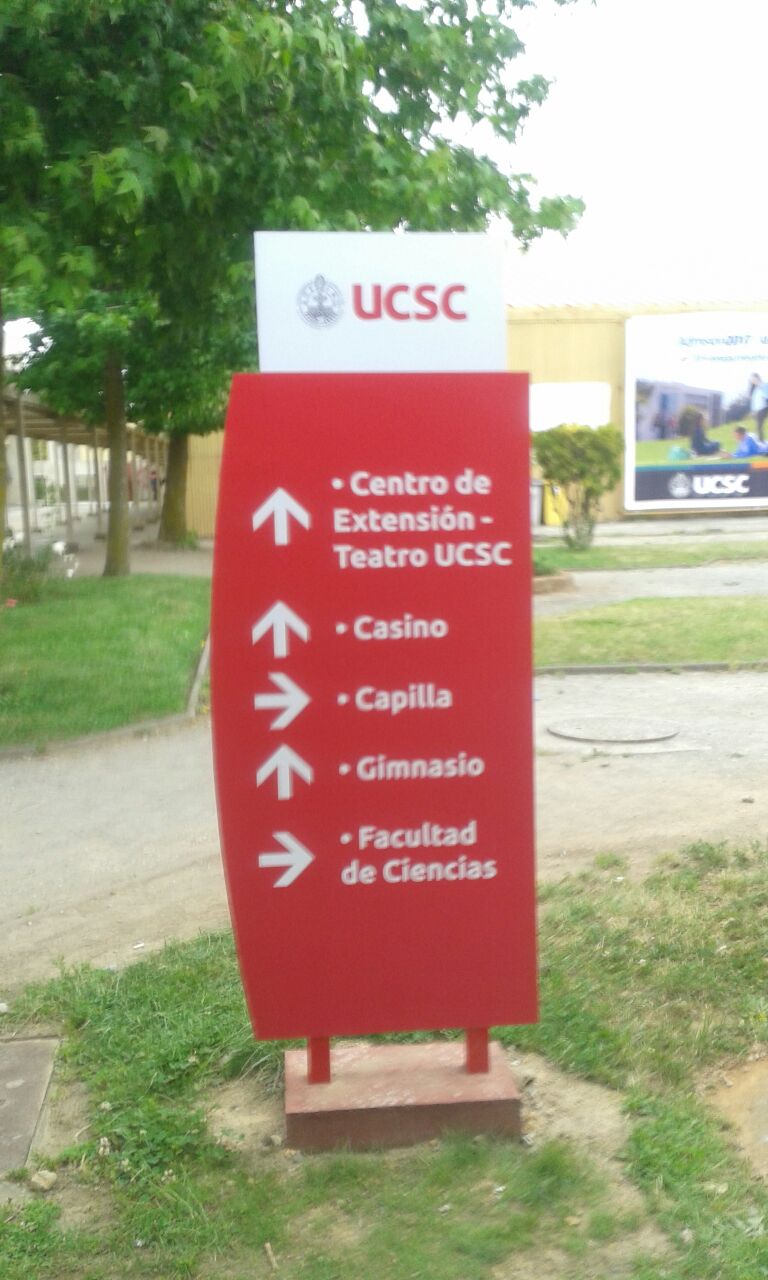 UCSC
• Centro de
Extensión -
Teatro UCSC
• Casino
• Capilla
• Gimnasio
• Facultad
de Ciencias
UCSC